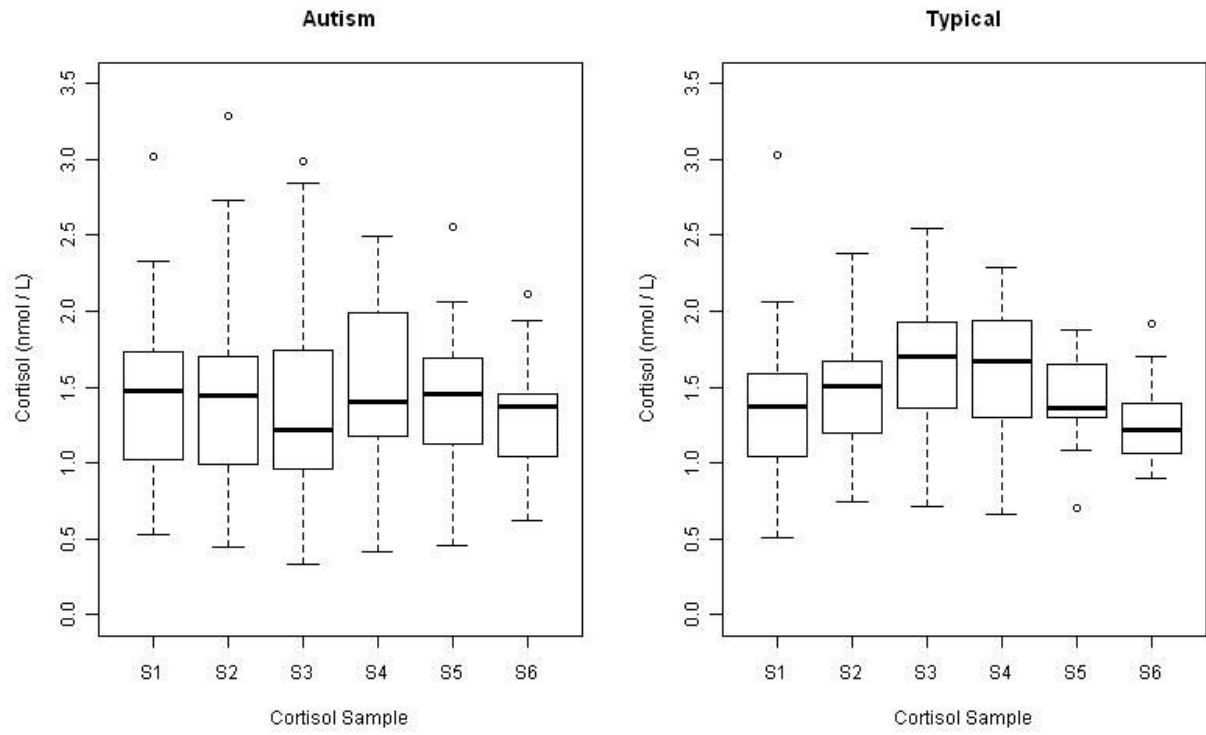 Autism
Cortisol (nmol / L)
3.5
3.0
2.5
2.0
1.5
1.0
0.5
0.0
S1 S2 S3 S4 S5 S6
Cortisol Sample
Typical
Cortisol (nmol / L)
3.5
3.0
2.5
2.0
1.5
1.0
0.5
0.0
S1 S2 S3 S4 S5 S6
Cortisol Sample